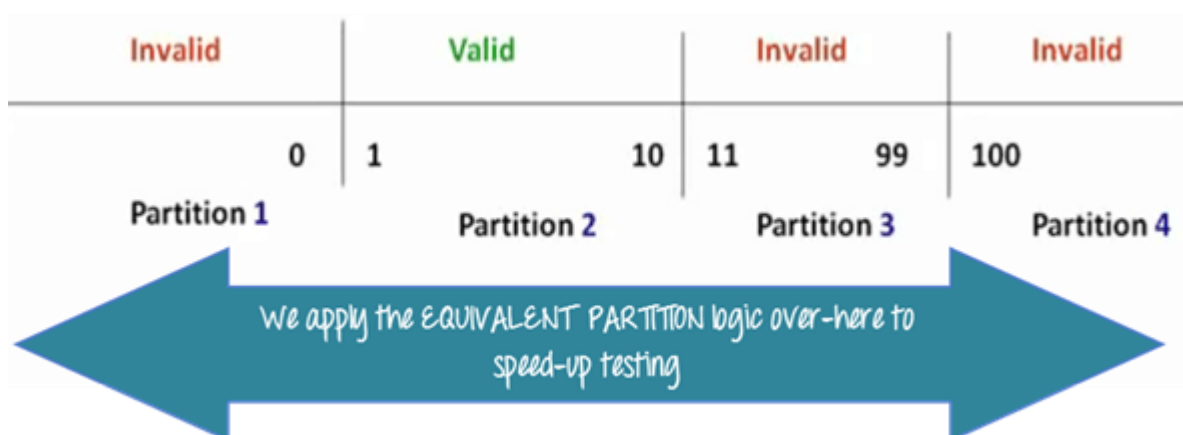 Invalid Valid Invalid Invalid
0 1 10 11 99 100
Partition 1 Partition 2 Partition 3 Partition 4
We apply the EQUIVALENT PARTITION logic over-here to
speed-up testing